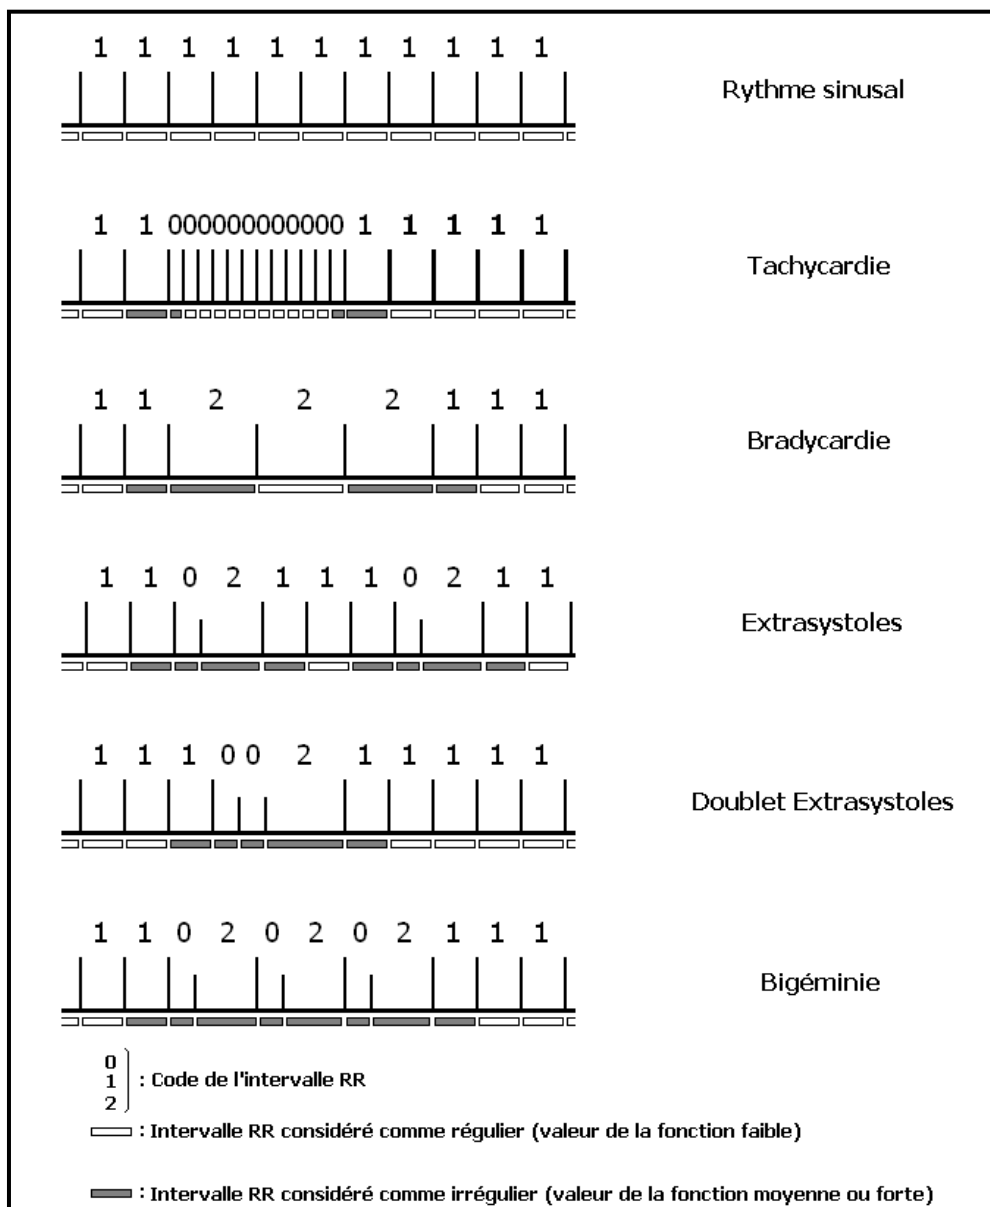 1 1 1 1 1 1 1 1 1 1 1
Rythme sinusal
1 1 000000000000 1 1 1 1 1
Tachycardie
1 1 2 2 2 1 1 1
Bradycardie
1 1 0 2 1 1 1 0 2 1 1
Extrasystoles
1 1 1 0 0 2 1 1 1 1 1
Doublet Extrasystoles
1 1 0 2 0 2 0 2 1 1 1
Bigéminie
0
1 : Code de l'intervalle RR
2
: Intervalle RR considéré comme régulier (valeur de la fonction faible)
: Intervalle RR considéré comme irrégulier (valeur de la fonction moyenne ou forte)